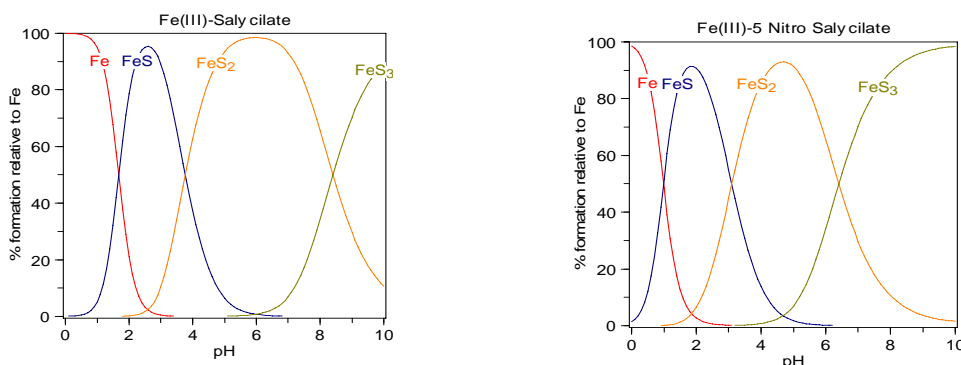 Fe(III)-Saly cilate
100
80
60
40
20
0
% formation relative to Fe
Fe
FeS
FeS2
FeS3
0 2 4 6 8 10
pH
Fe(III)-5 Nitro Saly cilate
100
80
60
40
20
0
% formation relative to Fe
Fe
FeS
FeS2
FeS3
0 2 4 6 8 10
pH